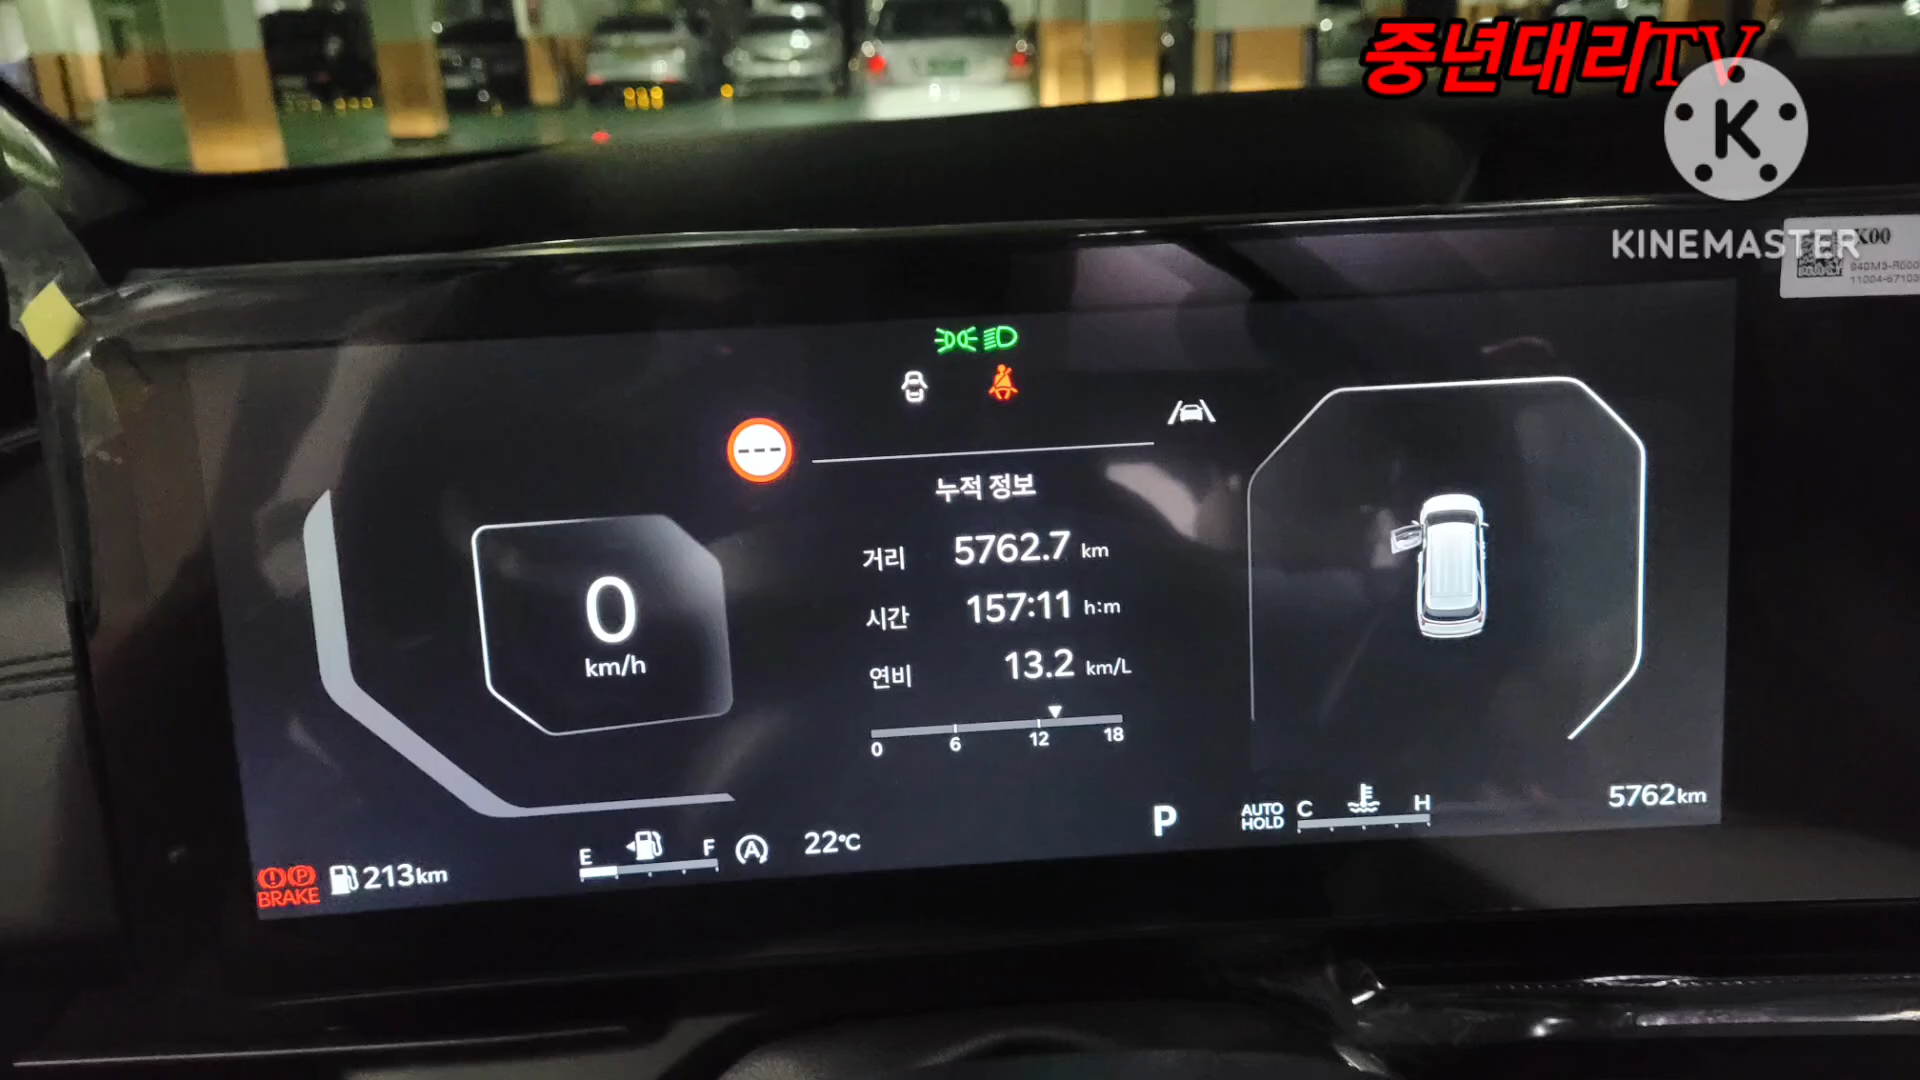 중년대리TV
K
KINEMASTER
K00
누적 정보
거리 5762.7 km
시간 157:11 h:m
연비 13.2 km/L
0 6 12 18
0
km/h
P
AUTO HOLD
C H
5762km
E F
A
22°C
BRAKE
213km